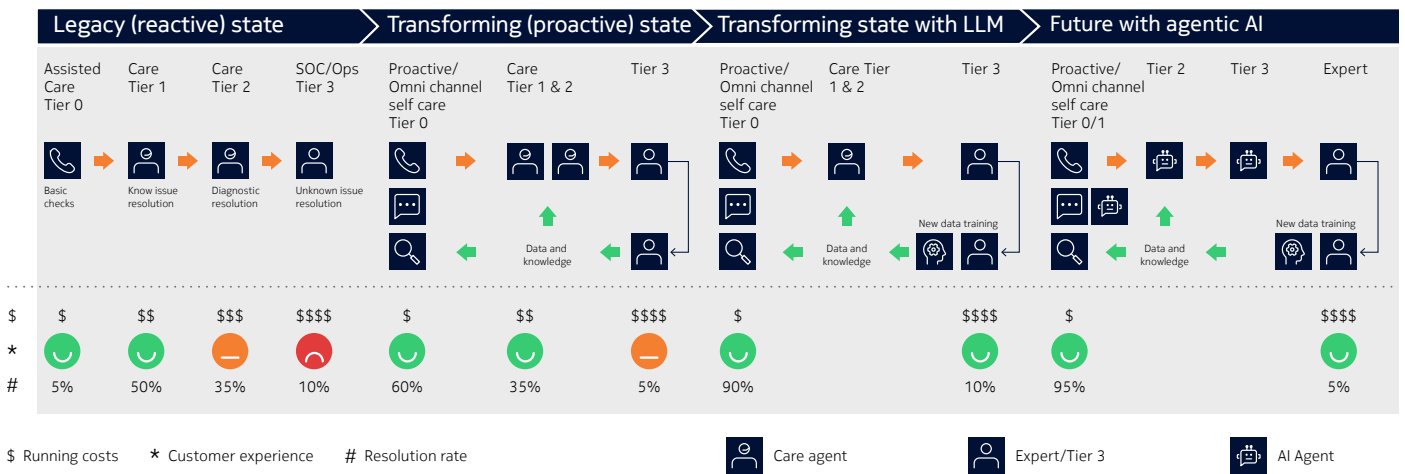 Legacy (reactive) state
Transforming (proactive) state
Transforming state with LLM
Future with agentic AI
Assisted
Care
Tier 0
Care
Tier 1
Care
Tier 2
SOC/Ops
Tier 3
Proactive/
Omni channel
self care
Tier 0
Care
Tier 1 & 2
Tier 3
Proactive/
Omni channel
self care
Tier 0
Care Tier
1 & 2
Tier 3
Proactive/
Omni channel
self care
Tier 0/1
Tier 2
Tier 3
Expert
Basic
checks
Know issue
resolution
Diagnostic
resolution
Unknown issue
resolution
Data and
knowledge
New data training
Data and
knowledge
New data training
Data and
knowledge
$ $ $$ $$$ $$$$ $ $$ $$$$ $ $$$$ $ $$$$
*
# 5% 50% 35% 10% 60% 35% 5% 90% 10% 95% 5%
$ Running costs * Customer experience # Resolution rate Care agent Expert/Tier 3 AI Agent